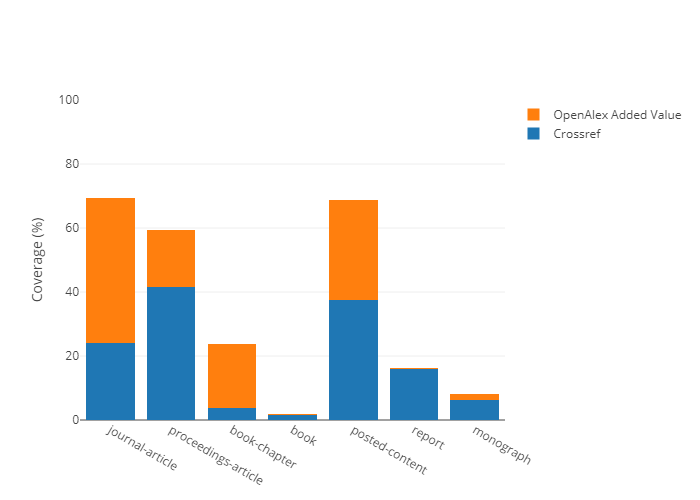 100
80
60
40
20
0
Coverage (%)
journal-article
proceedings-article
book-chapter
book
posted-content
report
monograph
OpenAlex Added Value
Crossref